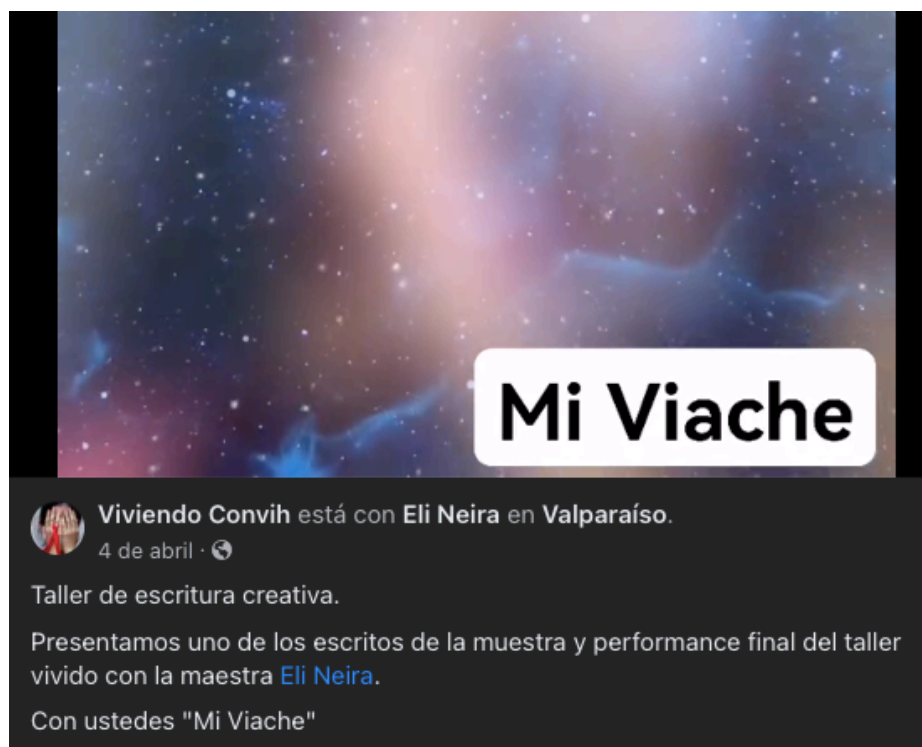 Mi Viache
Viviendo Convih está con Eli Neira en Valparaíso.
4 de abril ·
Taller de escritura creativa.
Presentamos uno de los escritos de la muestra y performance final del taller
vivido con la maestra Eli Neira.
Con ustedes "Mi Viache"